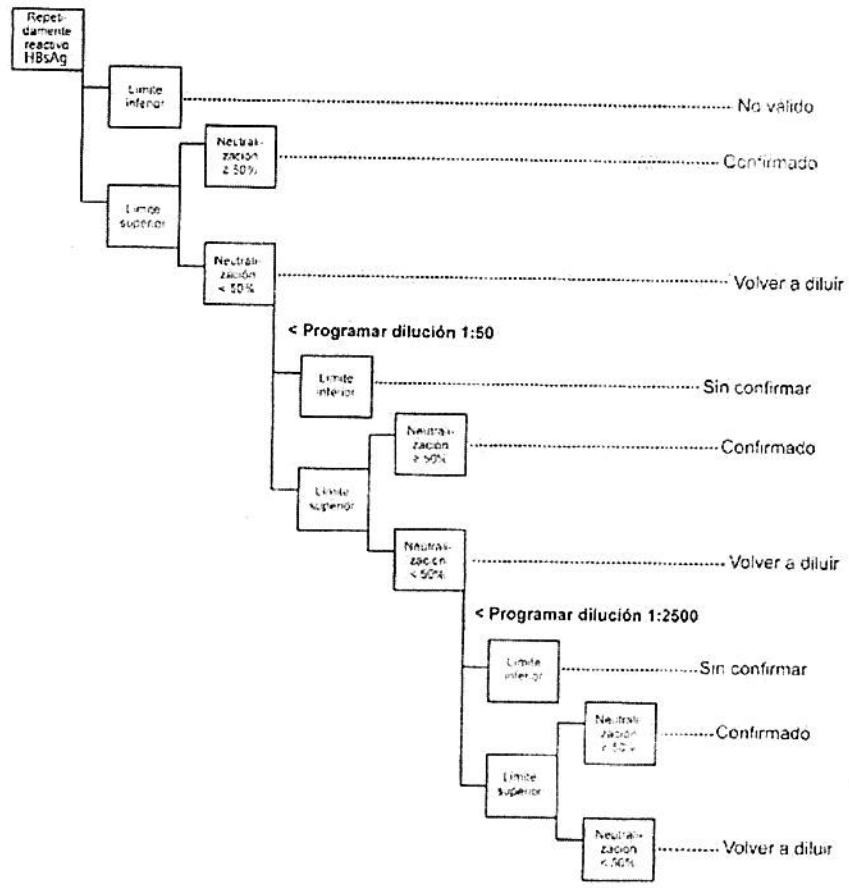 Repeti-
damente
reactivo
HBsAg
Límite
inferior
No válido
Neutrali-
zación
≥ 50%
Confirmado
Límite
superior
Neutrali-
zación
< 50%
Volver a diluir
< Programar dilución 1:50
Límite
inferior
Sin confirmar
Neutrali-
zación
≥ 50%
Confirmado
Límite
superior
Neutrali-
zación
< 50%
Volver a diluir
< Programar dilución 1:2500
Límite
inferior
Sin confirmar
Neutrali-
zación
50%
Confirmado
Límite
superior
Neutrali-
zación
< 50%
Volver a diluir